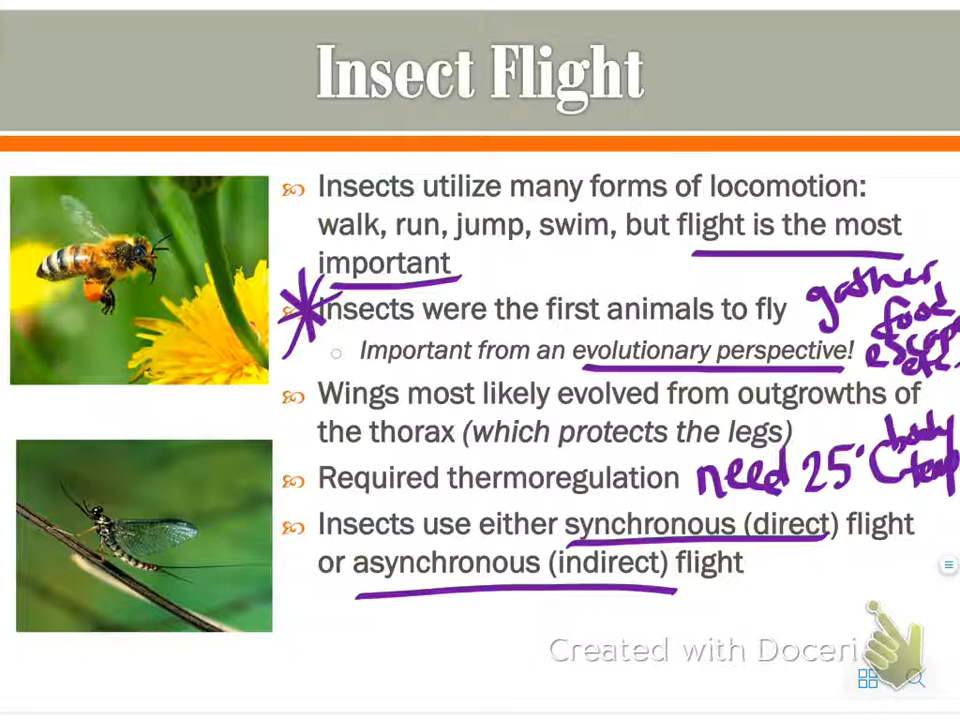 Insect Flight
Insects utilize many forms of locomotion:
walk, run, jump, swim, but flight is the most
important
Insects were the first animals to fly
gather
food
escape
etc.
Important from an evolutionary perspective!
Wings most likely evolved from outgrowths of
the thorax (which protects the legs)
Required thermoregulation
need 25°C body
temp
Insects use either synchronous (direct) flight
or asynchronous (indirect) flight
Created with Doceri